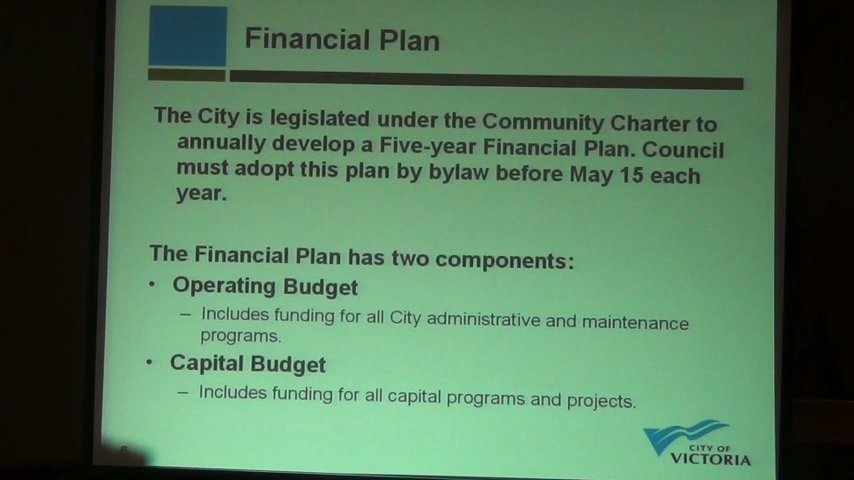 Financial Plan
The City is legislated under the Community Charter to
annually develop a Five-year Financial Plan. Council
must adopt this plan by bylaw before May 15 each
year.
The Financial Plan has two components:
• Operating Budget
– Includes funding for all City administrative and maintenance
programs.
• Capital Budget
– Includes funding for all capital programs and projects.
CITY OF
VICTORIA